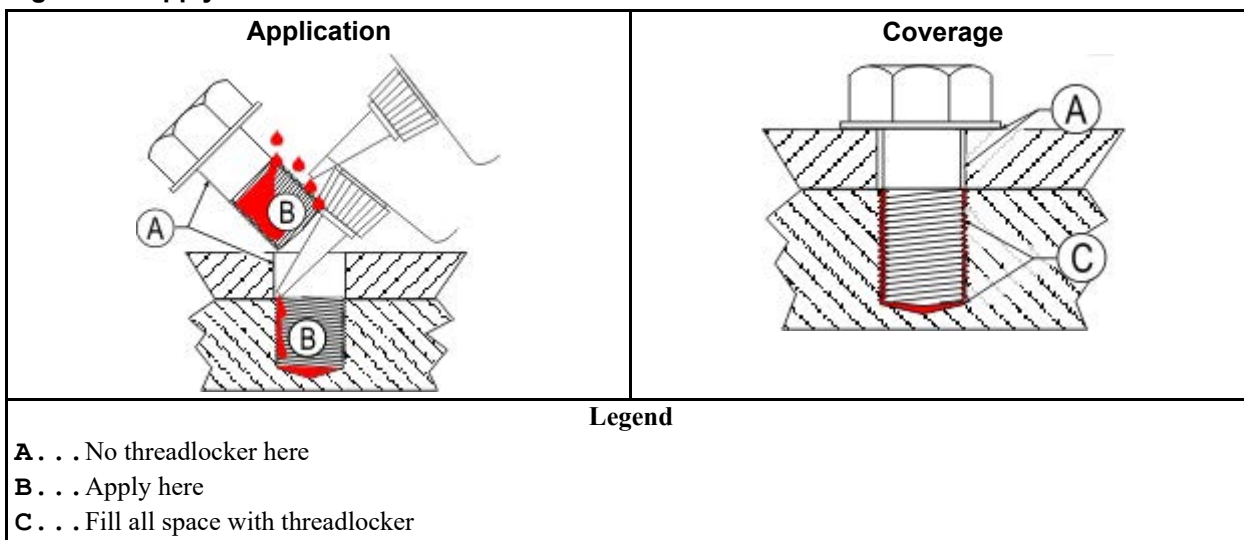 Application
Coverage
A
B
B
A
C
Legend
A...No threadlocker here
B...Apply here
C...Fill all space with threadlocker